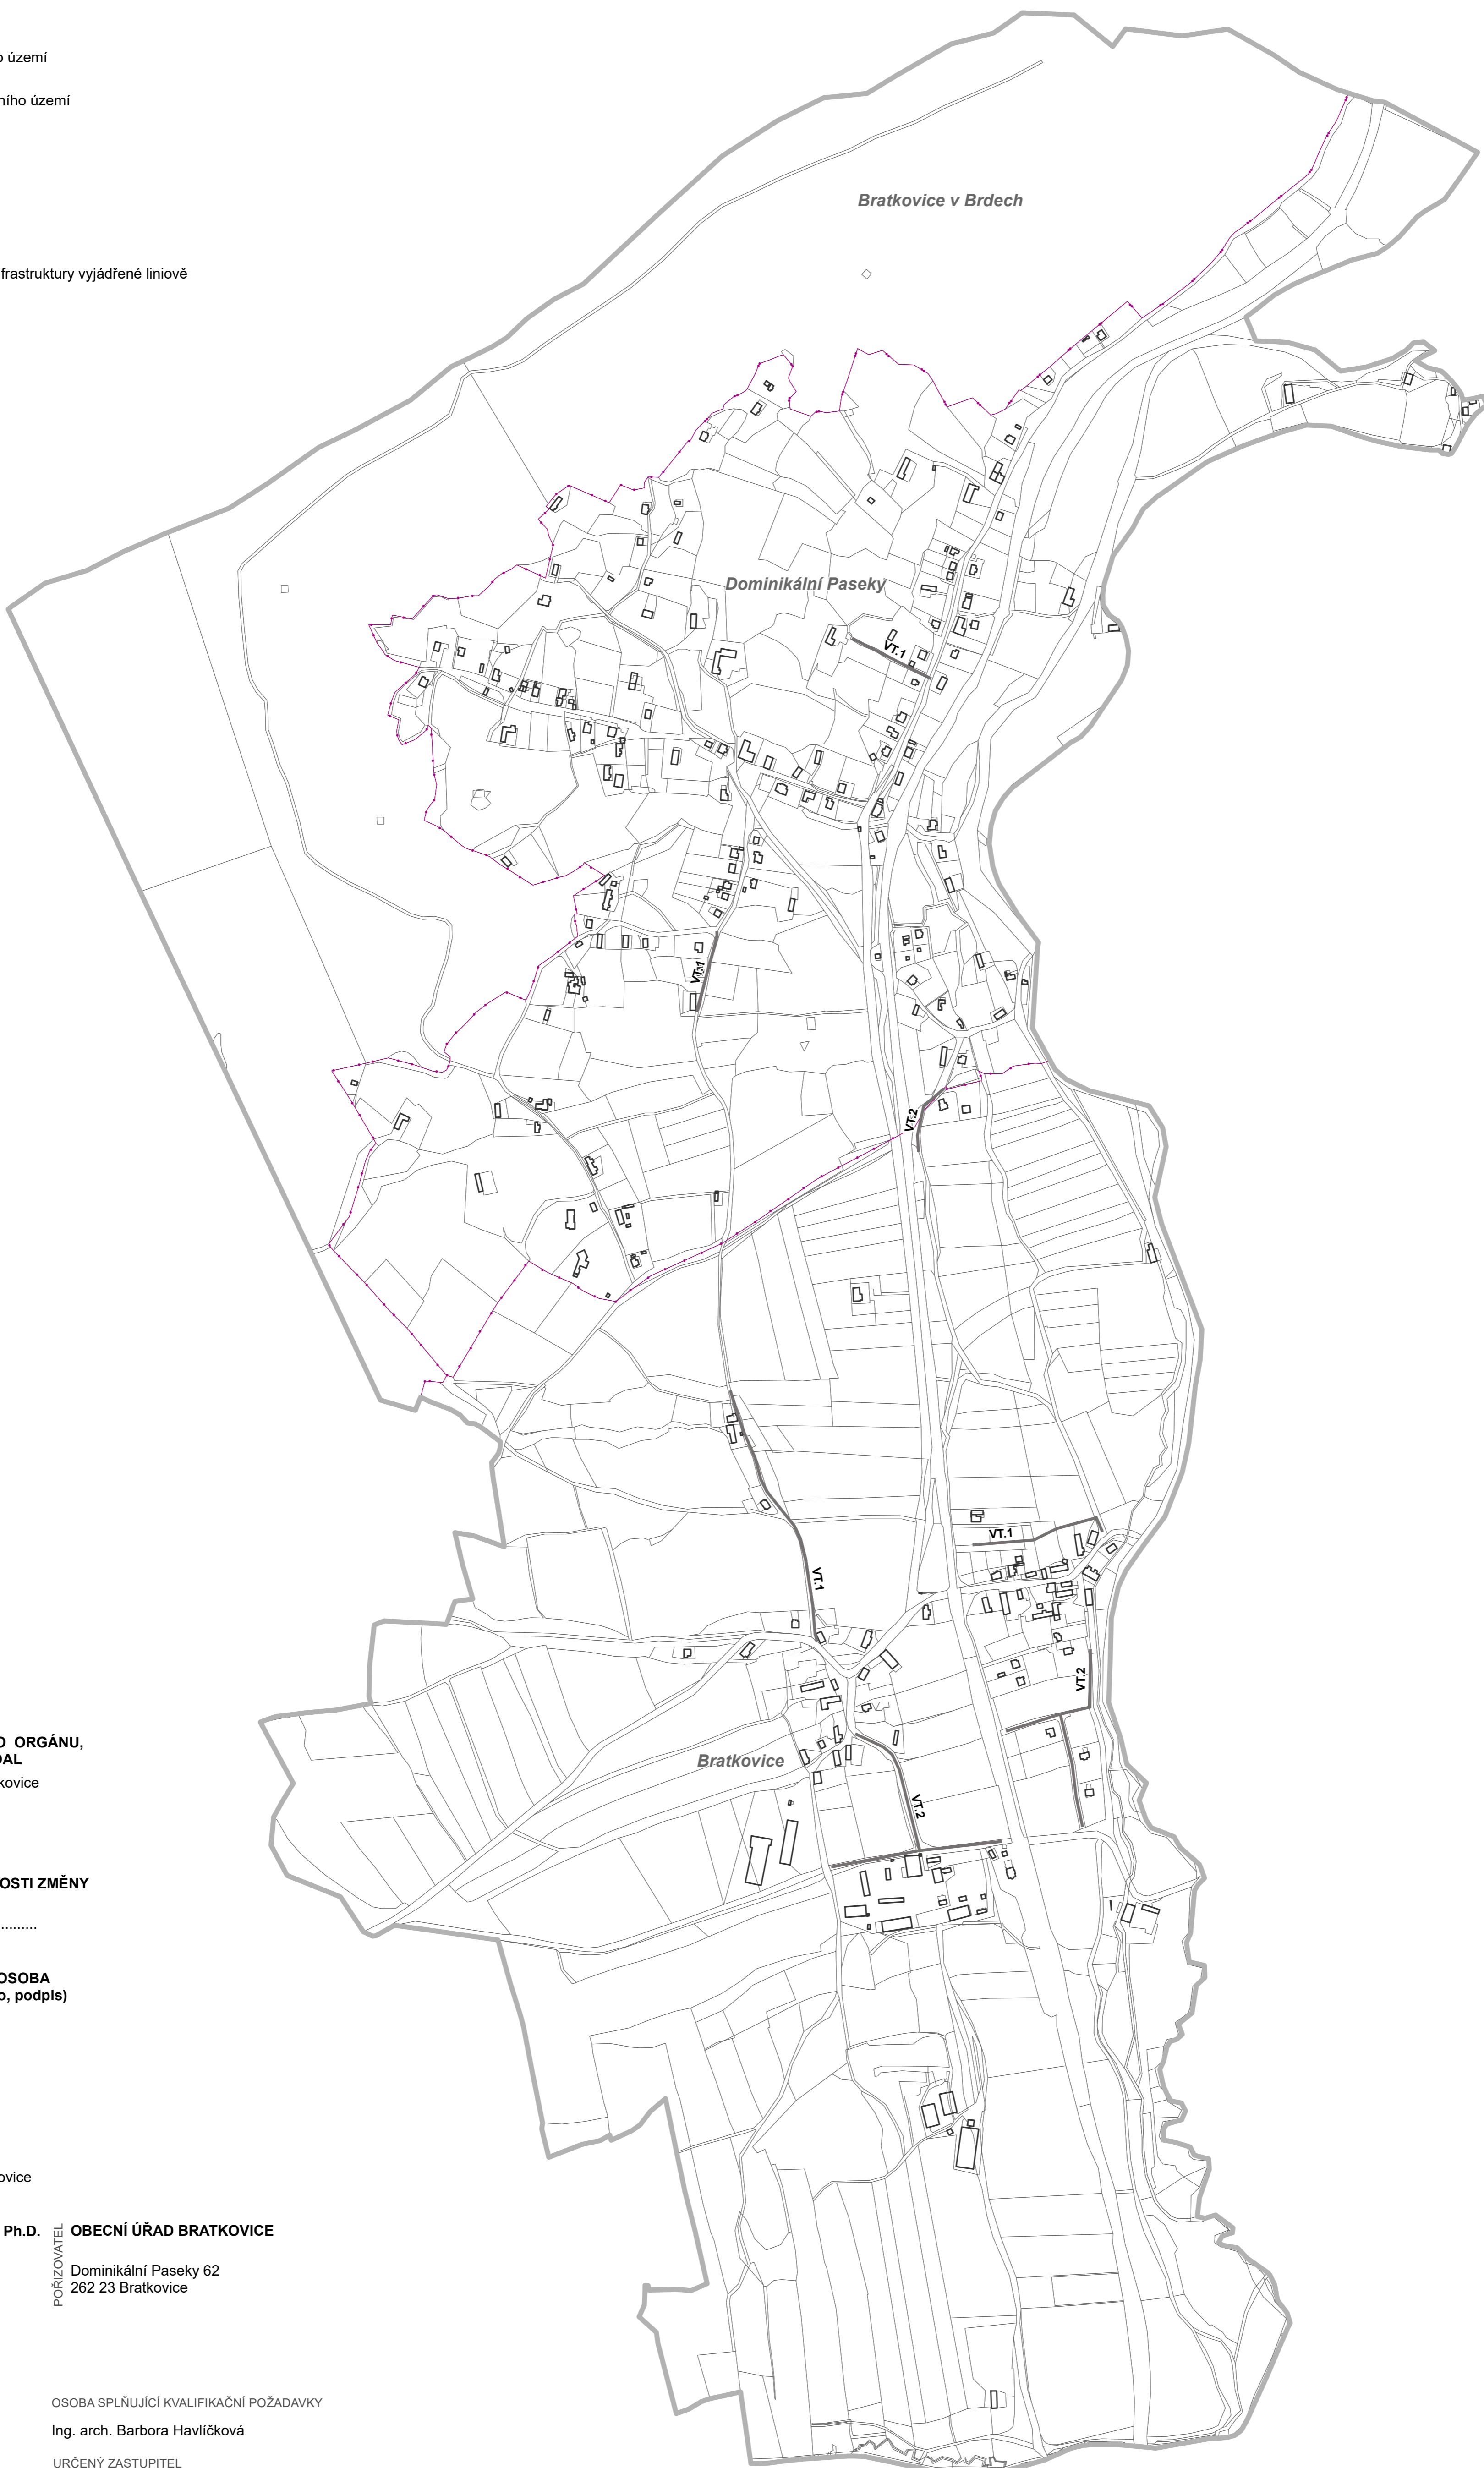 o území
ního území
frastruktury vyjádřené liniově
Bratkovice v Brdech
Dominikální Paseky
VT.1
VT.1
VT.2
VT.1
VT.1
VT.2
Bratkovice
VT.2
O ORGÁNU,
DAL
kovice
OSTI ZMĚNY
..........
OSOBA
o, podpis)
ovice
Ph.D.
POŘIZOVATEL
OBECNÍ ÚŘAD BRATKOVICE
Dominikální Paseky 62
262 23 Bratkovice
OSOBA SPLŇUJÍCÍ KVALIFIKAČNÍ POŽADAVKY
Ing. arch. Barbora Havlíčková
URČENÝ ZASTUPITEL